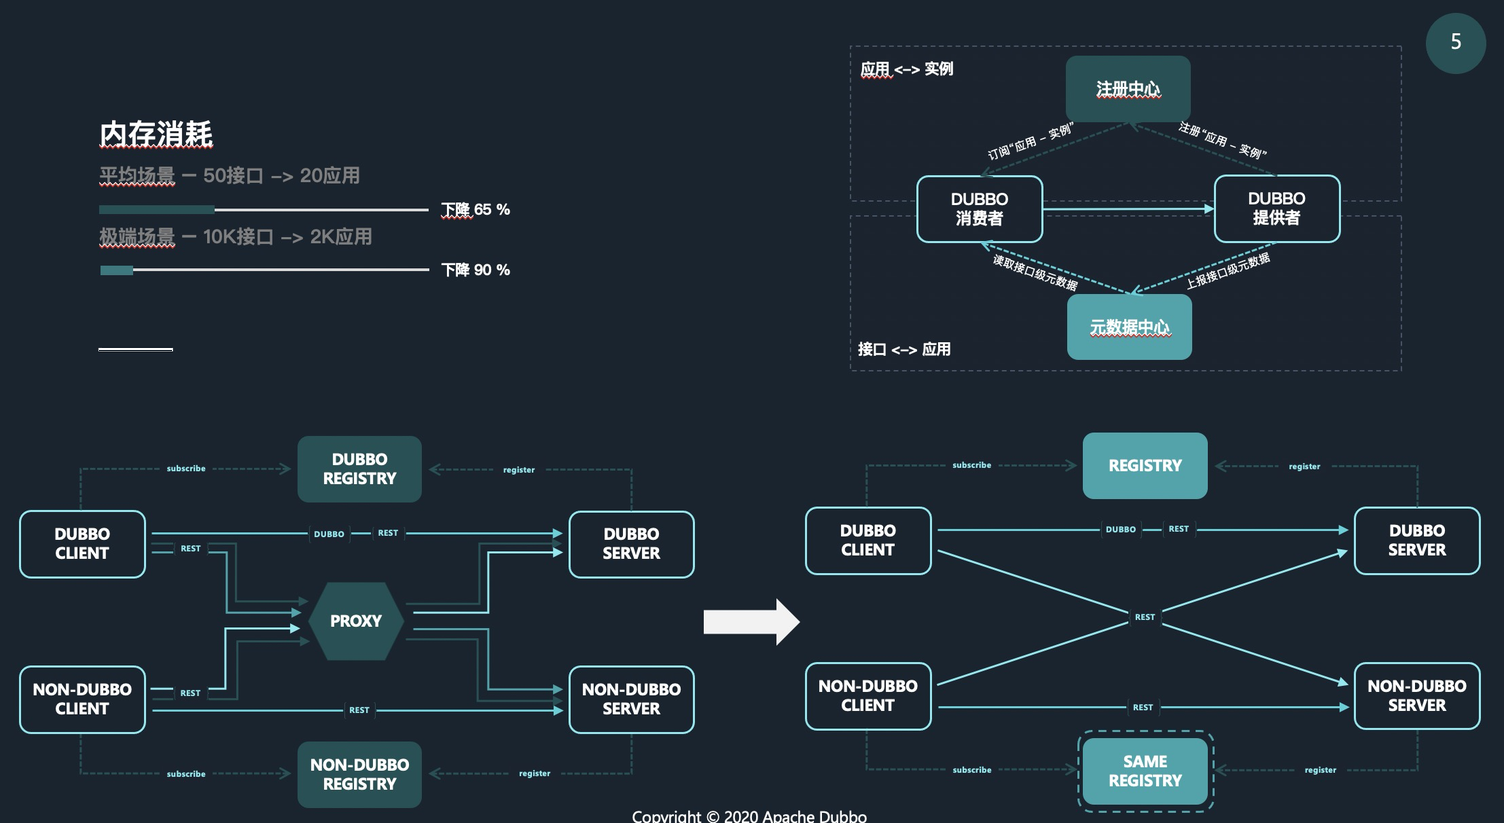 5
内存消耗
平均场景 — 50接口 –> 20应用
下降 65 %
极端场景 — 10K接口 –> 2K应用
下降 90 %
应用 <–> 实例
注册中心
订阅“应用 – 实例”
注册“应用 – 实例”
DUBBO
消费者
DUBBO
提供者
读取接口级元数据
上报接口级元数据
元数据中心
接口 <–> 应用
DUBBO
REGISTRY
subscribe
register
DUBBO
CLIENT
DUBBO
REST
REST
DUBBO
SERVER
PROXY
NON-DUBBO
CLIENT
REST
REST
NON-DUBBO
SERVER
subscribe
register
NON-DUBBO
REGISTRY
REGISTRY
subscribe
register
DUBBO
CLIENT
DUBBO
REST
DUBBO
SERVER
REST
NON-DUBBO
CLIENT
REST
NON-DUBBO
SERVER
subscribe
register
SAME
REGISTRY
Copyright © 2020 Apache Dubbo